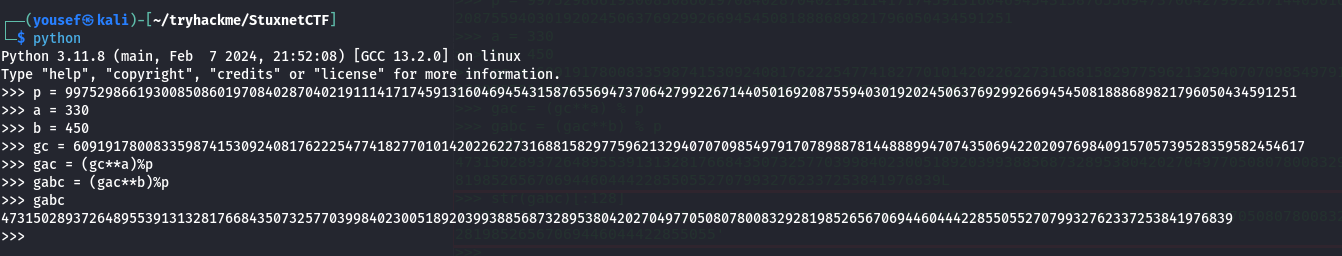 (yousef㉿kali)-[~/tryhackme/StuxnetCTF]
$ python
Python 3.11.8 (main, Feb  7 2024, 21:52:08) [GCC 13.2.0] on linux
Type "help", "copyright", "credits" or "license" for more information.
>>> p = 9975298661930085086019708402870402191114171745913160469454315876556947370642799226714405016920875594030192024506376929926694545081888689821796050434591251
>>> a = 330
>>> b = 450
>>> gc = 6091917800833598741530924081762225477418277010142022622731688158297759621329407070985497917078988781448889947074350694220209769840915705739528359582454617
>>> gac = (gc**a)%p
>>> gabc = (gac**b)%p
>>> gabc
4731502893726489553913132817668435073257703998402300518920399388568732895380420270497705080780083292819852656706944604442285505527079932762337253841976839
>>>